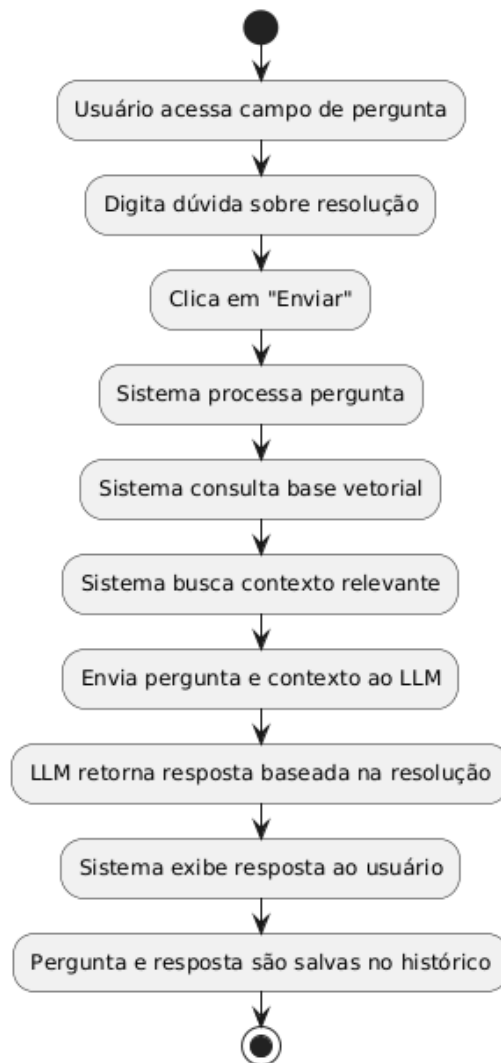 Usuário acessa campo de pergunta
Digita dúvida sobre resolução
Clica em "Enviar"
Sistema processa pergunta
Sistema consulta base vetorial
Sistema busca contexto relevante
Envia pergunta e contexto ao LLM
LLM retorna resposta baseada na resolução
Sistema exibe resposta ao usuário
Pergunta e resposta são salvas no histórico